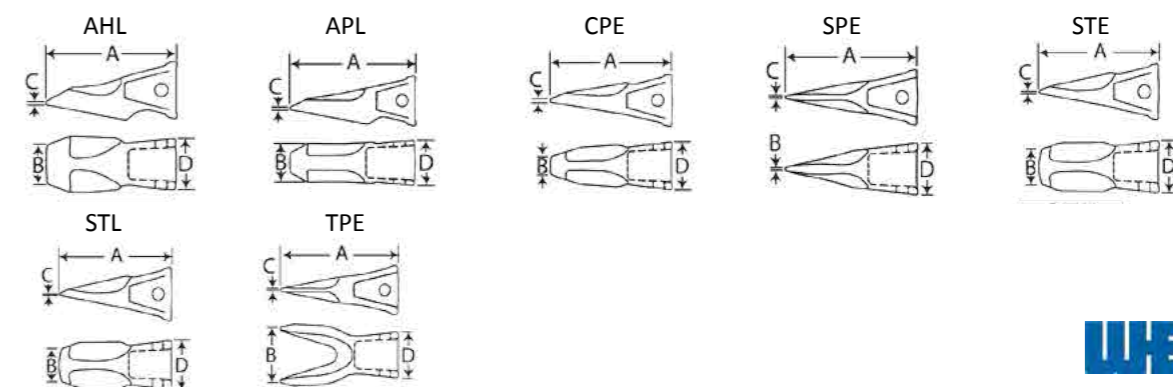 AHL APL CPE SPE STE
A A A A A
C C C C C
B D B D B D B D B D
STL TPE
A A
C C
B D B D